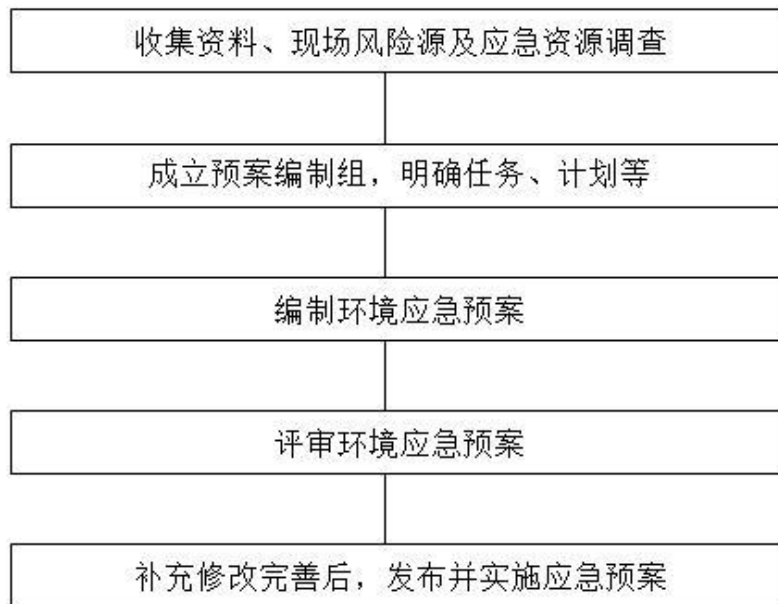 收集资料、现场风险源及应急资源调查
成立预案编制组，明确任务、计划等
编制环境应急预案
评审环境应急预案
补充修改完善后，发布并实施应急预案